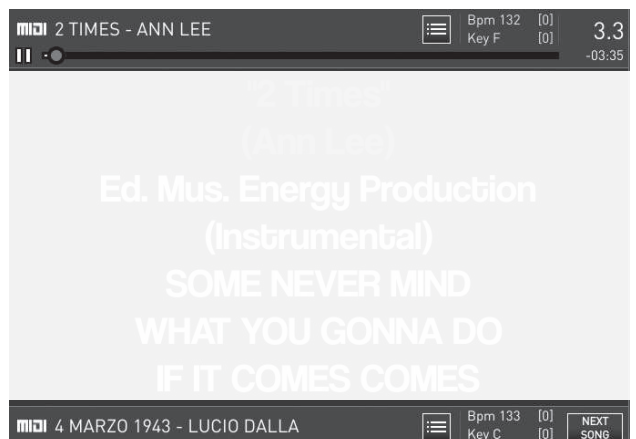 MIDI 2 TIMES - ANN LEE
Bpm 132 [0]
Key F [0]
3.3
-03:35
"2 Times"
(Ann Lee)
Ed. Mus. Energy Production
(Instrumental)
SOME NEVER MIND
WHAT YOU GONNA DO
IF IT COMES COMES
MIDI 4 MARZO 1943 - LUCIO DALLA
Bpm 133 [0]
Key C [0]
NEXT
SONG